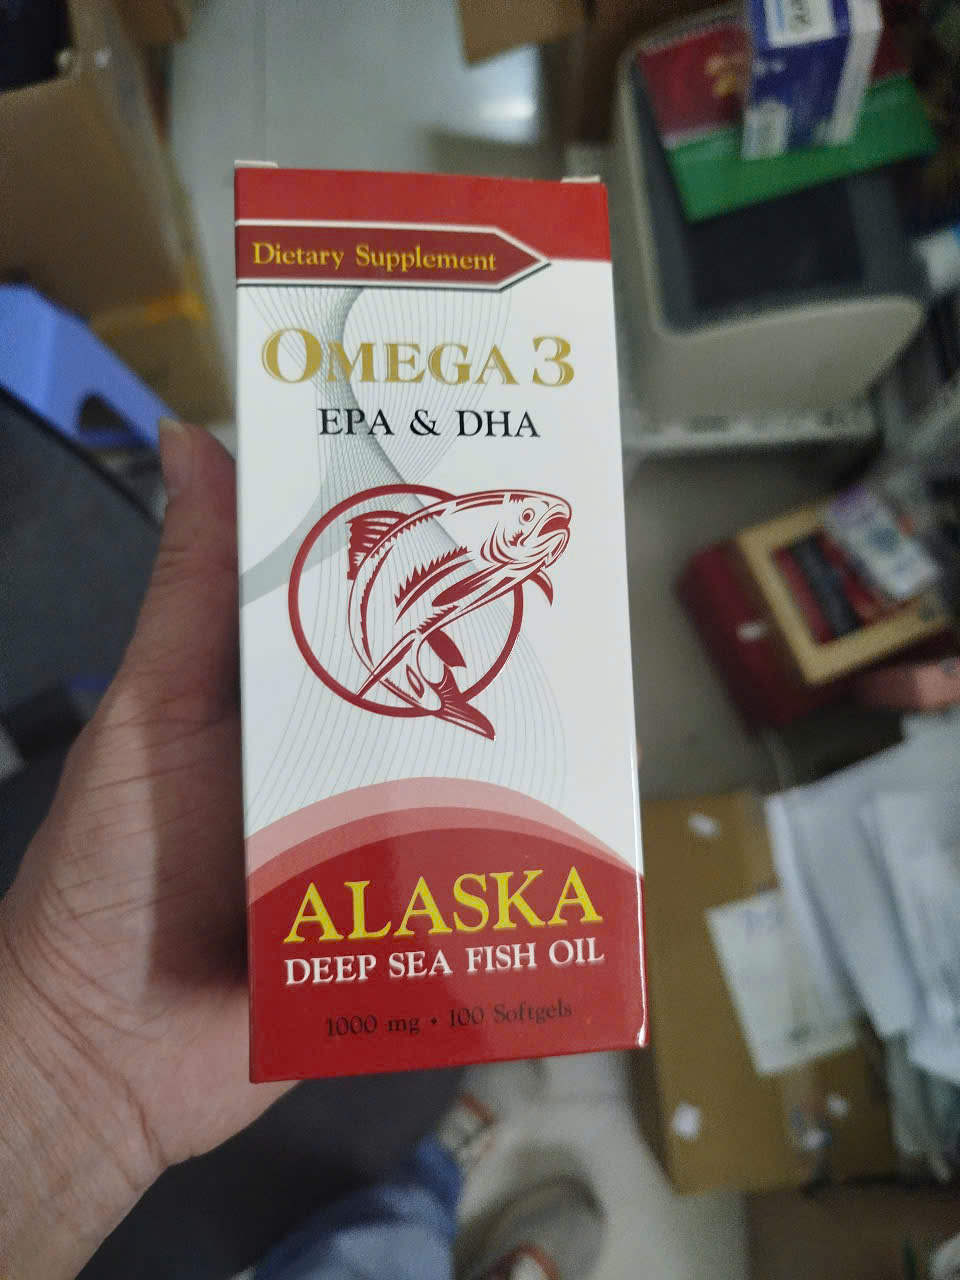 Dietary Supplement
OMEGA 3
EPA & DHA
ALASKA
DEEP SEA FISH OIL
1000 mg • 100 Softgels